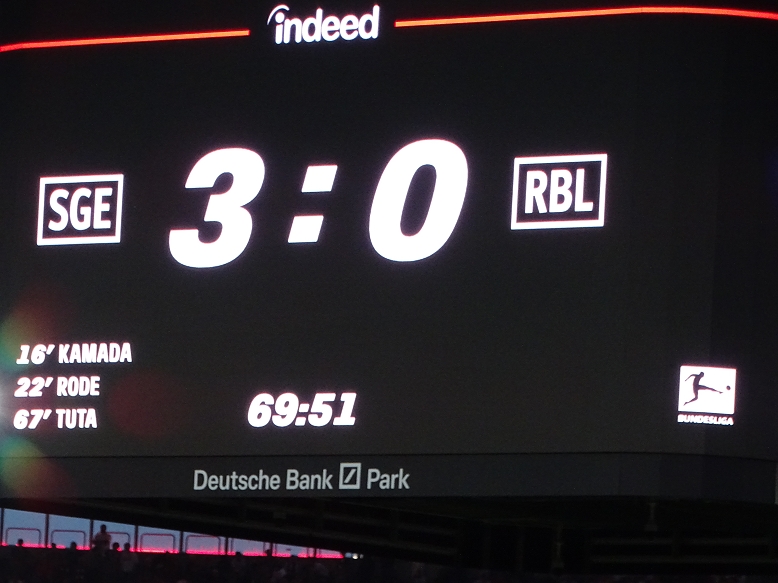 indeed
SGE 3:0 RBL
16' KAMADA
22' RODE
67' TUTA
69:51
BUNDESLIGA
Deutsche Bank Park